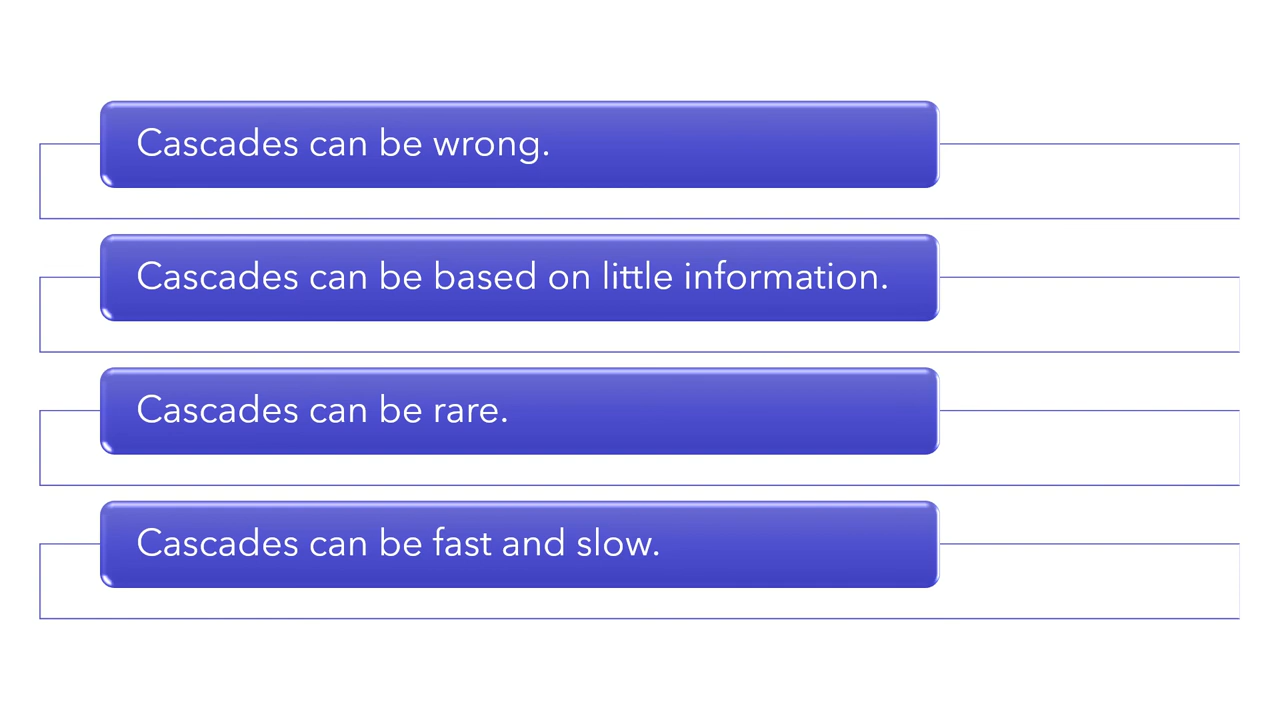 Cascades can be wrong.
Cascades can be based on little information.
Cascades can be rare.
Cascades can be fast and slow.